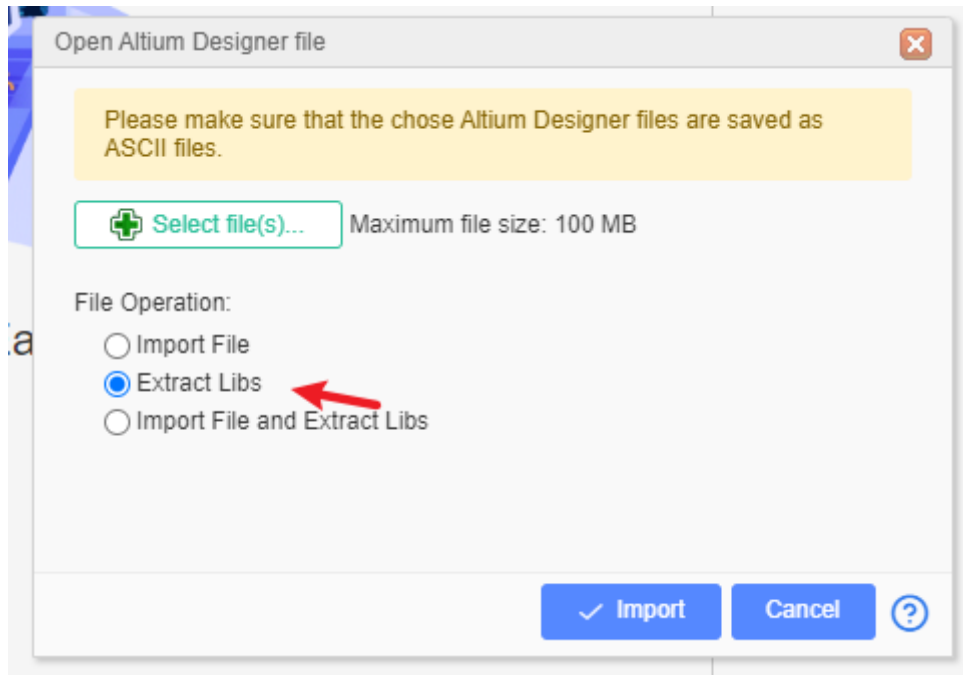 Open Altium Designer file
Please make sure that the chose Altium Designer files are saved as
ASCII files.
Select file(s)... Maximum file size: 100 MB
File Operation:
Import File
Extract Libs
Import File and Extract Libs
Import Cancel ?